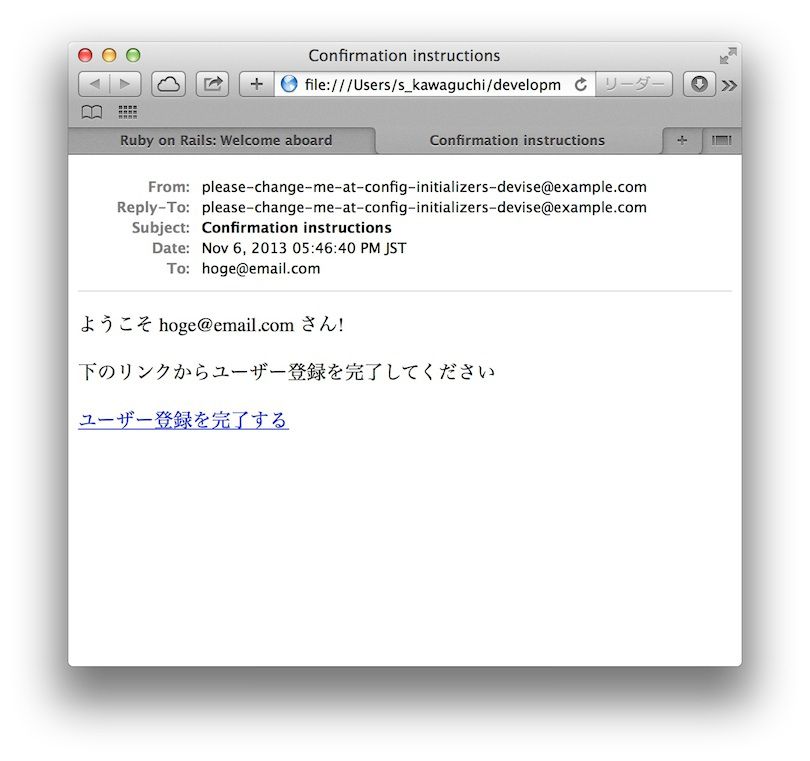 Confirmation instructions
file:///Users/s_kawaguchi/developm
リーダー
Ruby on Rails: Welcome aboard
Confirmation instructions
From: please-change-me-at-config-initializers-devise@example.com
Reply-To: please-change-me-at-config-initializers-devise@example.com
Subject: Confirmation instructions
Date: Nov 6, 2013 05:46:40 PM JST
To: hoge@email.com
ようこそ hoge@email.com さん!
下のリンクからユーザー登録を完了してください
ユーザー登録を完了する